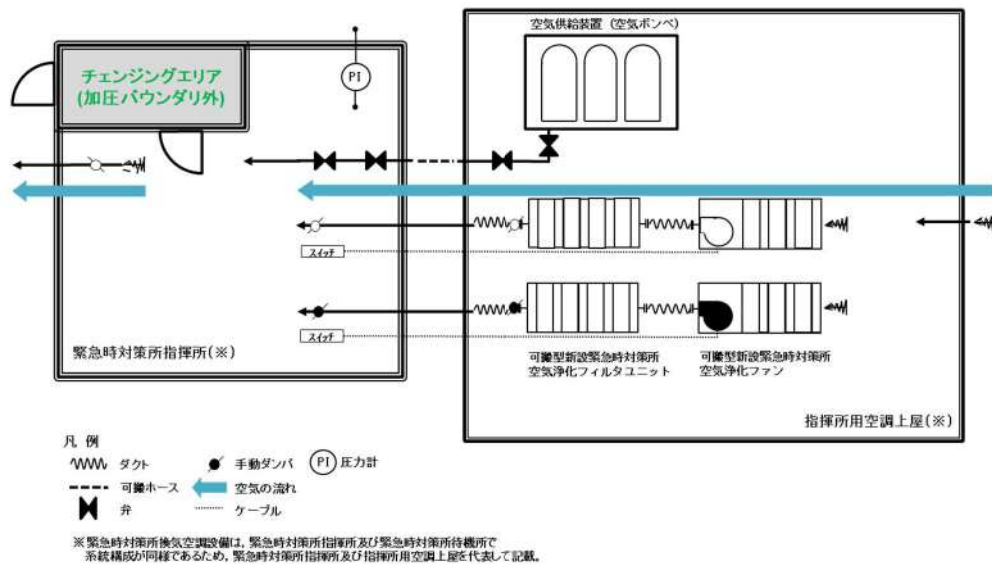 空気供給装置 (空気ボンベ)
チェンジングエリア
(加圧バウンダリ外)
PI
スイッチ
スイッチ
緊急時対策所指揮所(※)
可搬型新設緊急時対策所
空気浄化フィルタユニット
可搬型新設緊急時対策所
空気浄化ファン
指揮所用空調上屋(※)
凡 例
ダクト
手動ダンパ
PI 圧力計
可搬ホース
空気の流れ
弁
ケーブル
※緊急時対策所換気空調設備は、緊急時対策所指揮所及び緊急時対策所待機所で
系統構成が同様であるため、緊急時対策所指揮所及び指揮所用空調上屋を代表して記載。